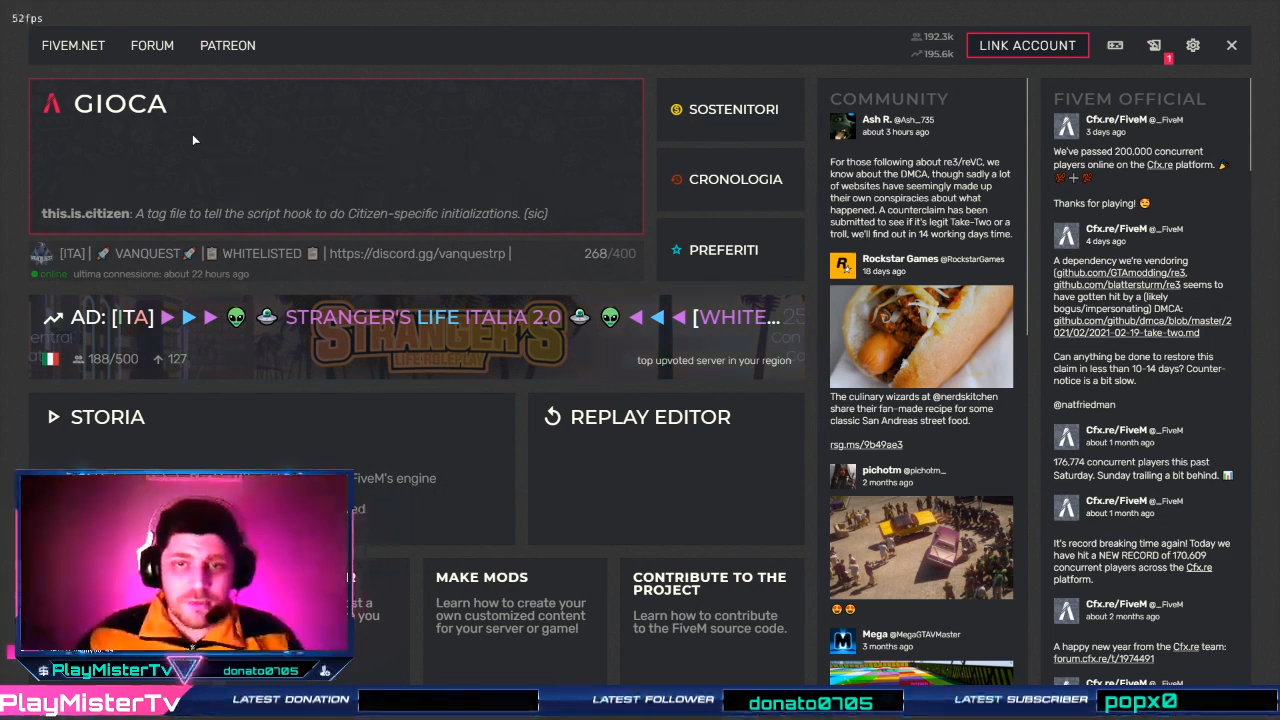 52fps
FIVEM.NET FORUM PATREON
192.3k
195.6k
LINK ACCOUNT
1
GIOCA
this.is.citizen: A tag file to tell the script hook to do Citizen-specific initializations. (sic)
[ITA] | 🚀 VANQUEST🚀 |📋 WHITELISTED 📋 | https://discord.gg/vanquestrp |
268/400
online ultima connessione: about 22 hours ago
SOSTENITORI
CRONOLOGIA
PREFERITI
AD: [ITA] ▶ ▶ ▶ 👽 🛸 STRANGER'S LIFE ITALIA 2.0 🛸 👽 ◀ ◀ ◀ [WHITE...
STRANGER'S
LIFEROLEPLAY
188/500 127
top upvoted server in your region
STORIA
FiveM's engine
REPLAY EDITOR
MAKE MODS
Learn how to create your
own customized content
for your server or game!
CONTRIBUTE TO THE
PROJECT
Learn how to contribute
to the FiveM source code.
COMMUNITY
Ash R. @Ash_735
about 3 hours ago
For those following about re3/reVC, we
know about the DMCA, though sadly a lot
of websites have seemingly made up
their own conspiracies about what
happened. A counterclaim has been
submitted to see if it's legit Take-Two or a
troll, we'll find out in 14 working days time.
Rockstar Games @RockstarGames
18 days ago
The culinary wizards at @nerdskitchen
share their fan-made recipe for some
classic San Andreas street food.
rsg.ms/9b49ae3
pichotm @pichotm_
2 months ago
🤩 🤩
Mega @MegaGTAVMaster
3 months ago
FIVEM OFFICIAL
Cfx.re/FiveM @_FiveM
3 days ago
We've passed 200.000 concurrent
players online on the Cfx.re platform. 🎉
💯 ➕ 💯
Thanks for playing! 🥰
Cfx.re/FiveM @_FiveM
4 days ago
A dependency we're vendoring
(github.com/GTAmodding/re3,
github.com/blattersturm/re3 seems to
have gotten hit by a (likely
bogus/impersonating) DMCA:
github.com/github/dmca/blob/master/2
021/02/2021-02-19-take-two.md
Can anything be done to restore this
claim in less than 10-14 days? Counter-
notice is a bit slow.
@natfriedman
Cfx.re/FiveM @_FiveM
about 1 month ago
176,774 concurrent players this past
Saturday. Sunday trailing a bit behind. 📊
Cfx.re/FiveM @_FiveM
about 1 month ago
It's record breaking time again! Today we
have hit a NEW RECORD of 170,609
concurrent players across the Cfx.re
platform.
Cfx.re/FiveM @_FiveM
about 2 months ago
A happy new year from the Cfx.re team:
forum.cfx.re/t/1974491
Cfx.re/FiveM @_FiveM
PlayMisterTv donato0705
PlayMisterTv
LATEST DONATION
LATEST FOLLOWER donato0705
LATEST SUBSCRIBER popx0